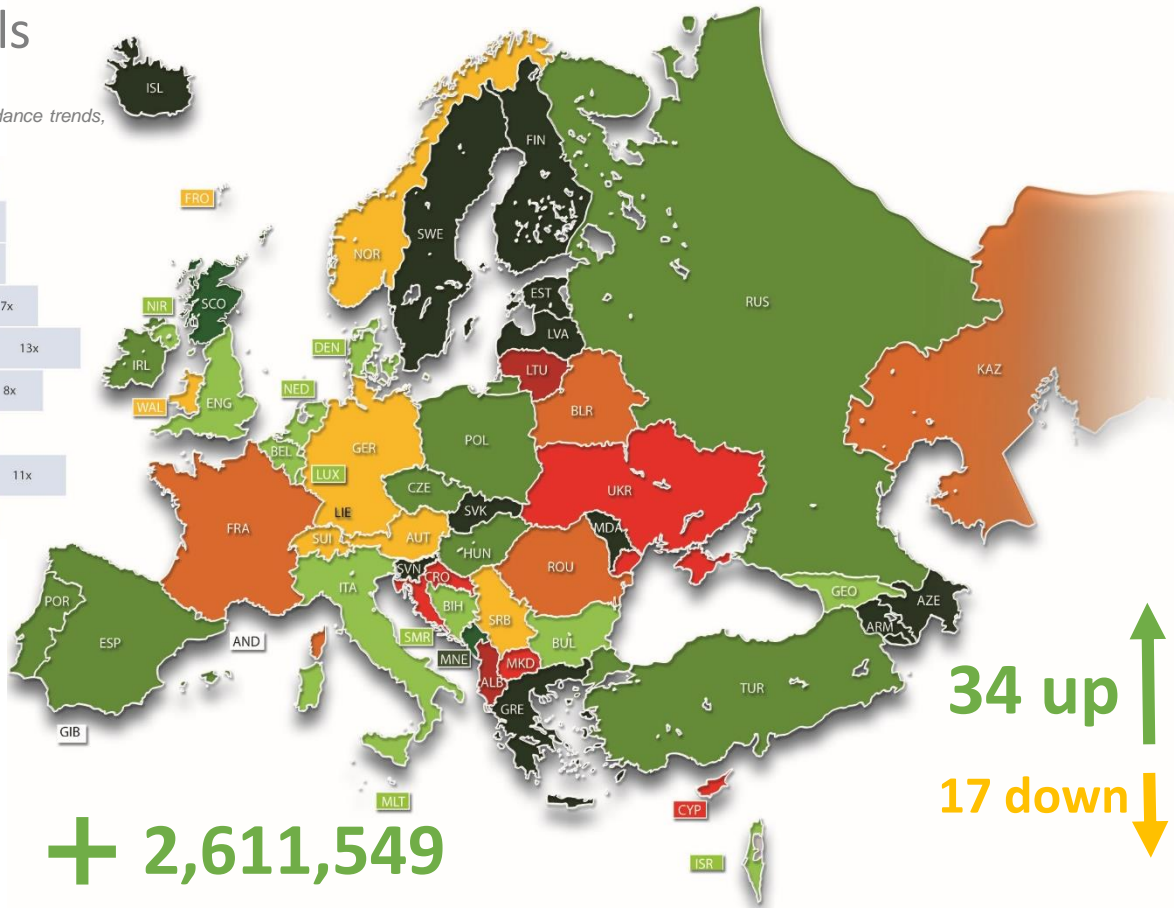 ls
dance trends,
7x
13x
8x
11x
ISL
FRO
FIN
SWE
NOR
RUS
EST
LVA
LTU
SCO
NIR
IRL
DEN
NED
WAL
ENG
BEL
LUX
GER
POL
BLR
KAZ
CZE
UKR
LIE
SVK
MDA
FRA
SUI
AUT
HUN
ROU
SVN
CRO
ITA
BIH
SRB
GEO
AZE
ARM
POR
ESP
AND
SMR
MNE
BUL
MKD
ALB
GRE
TUR
GIB
MLT
CYP
ISR
34 up
17 down
+ 2,611,549